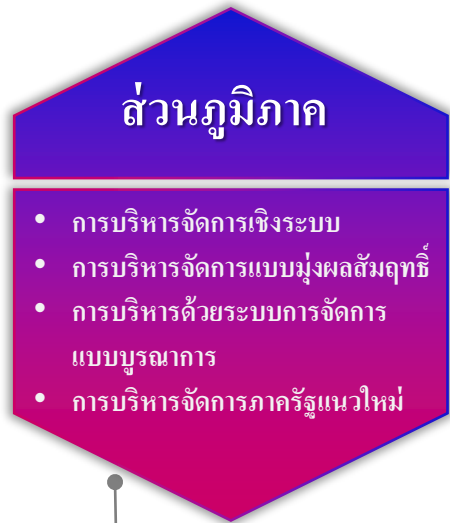 ส่วนภูมิภาค
• การบริหารจัดการเชิงระบบ
• การบริหารจัดการแบบมุ่งผลสัมฤทธิ์
• การบริหารด้วยระบบการจัดการ
แบบบูรณาการ
• การบริหารจัดการภาครัฐแนวใหม่